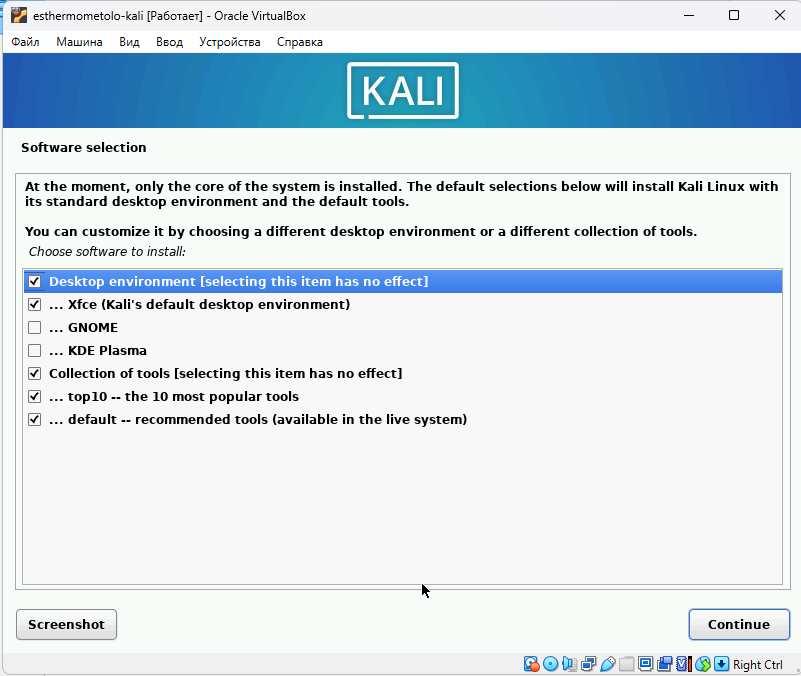 esthermometolo-kali [Работает] - Oracle VirtualBox
Файл Машина Вид Ввод Устройства Справка
KALI
Software selection
At the moment, only the core of the system is installed. The default selections below will install Kali Linux with
its standard desktop environment and the default tools.
You can customize it by choosing a different desktop environment or a different collection of tools.
Choose software to install:
Desktop environment [selecting this item has no effect]
... Xfce (Kali's default desktop environment)
... GNOME
... KDE Plasma
Collection of tools [selecting this item has no effect]
... top10 -- the 10 most popular tools
... default -- recommended tools (available in the live system)
Screenshot Continue
Right Ctrl